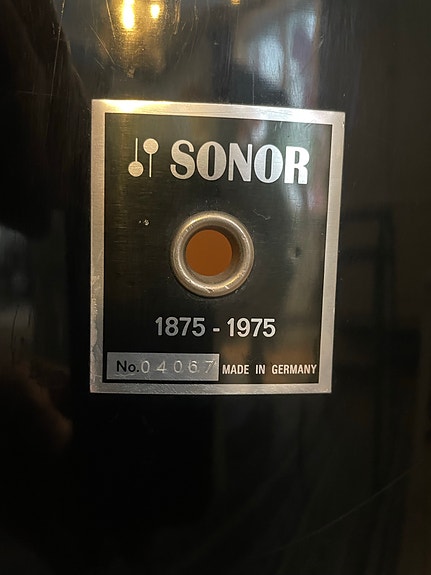 SONOR
1875 - 1975
No. 04067 MADE IN GERMANY